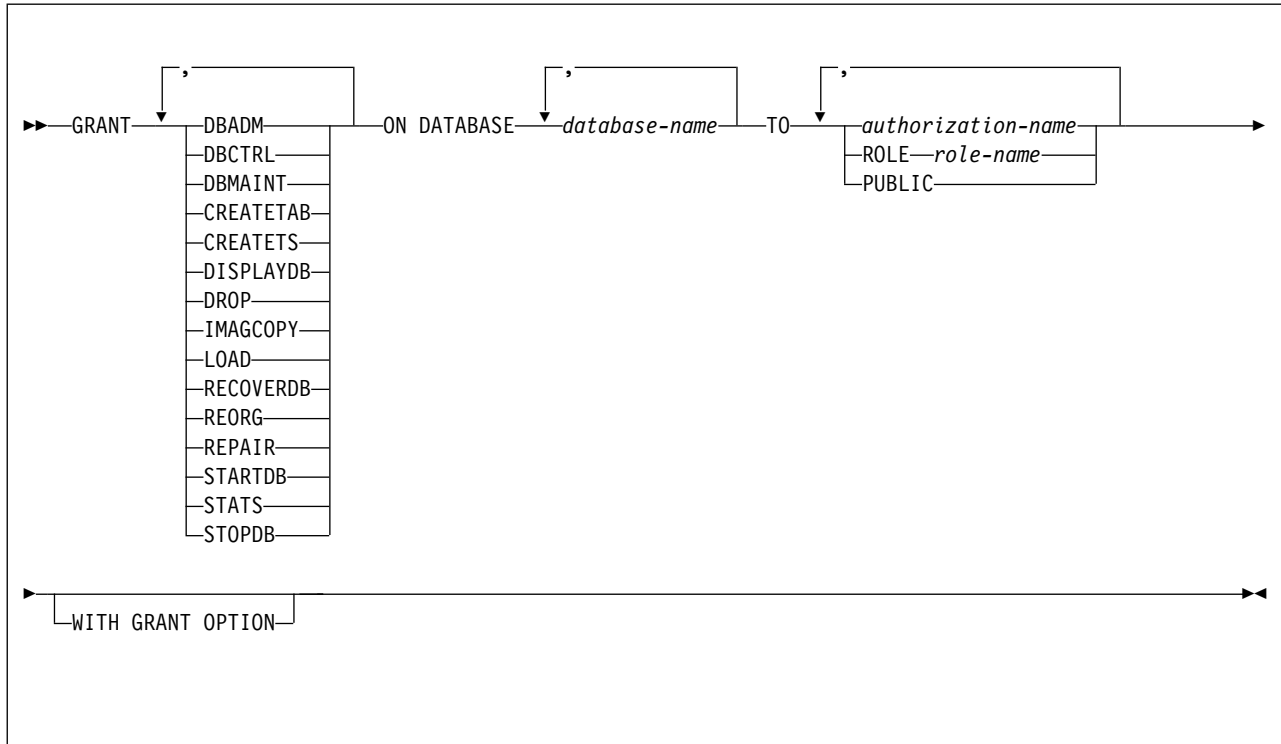 , , ,
GRANT DBADM ON DATABASE database-name TO authorization-name
DBCTRL ROLE role-name
DBMAINT PUBLIC
CREATETAB
CREATETS
DISPLAYDB
DROP
IMAGCOPY
LOAD
RECOVERDB
REORG
REPAIR
STARTDB
STATS
STOPDB
WITH GRANT OPTION